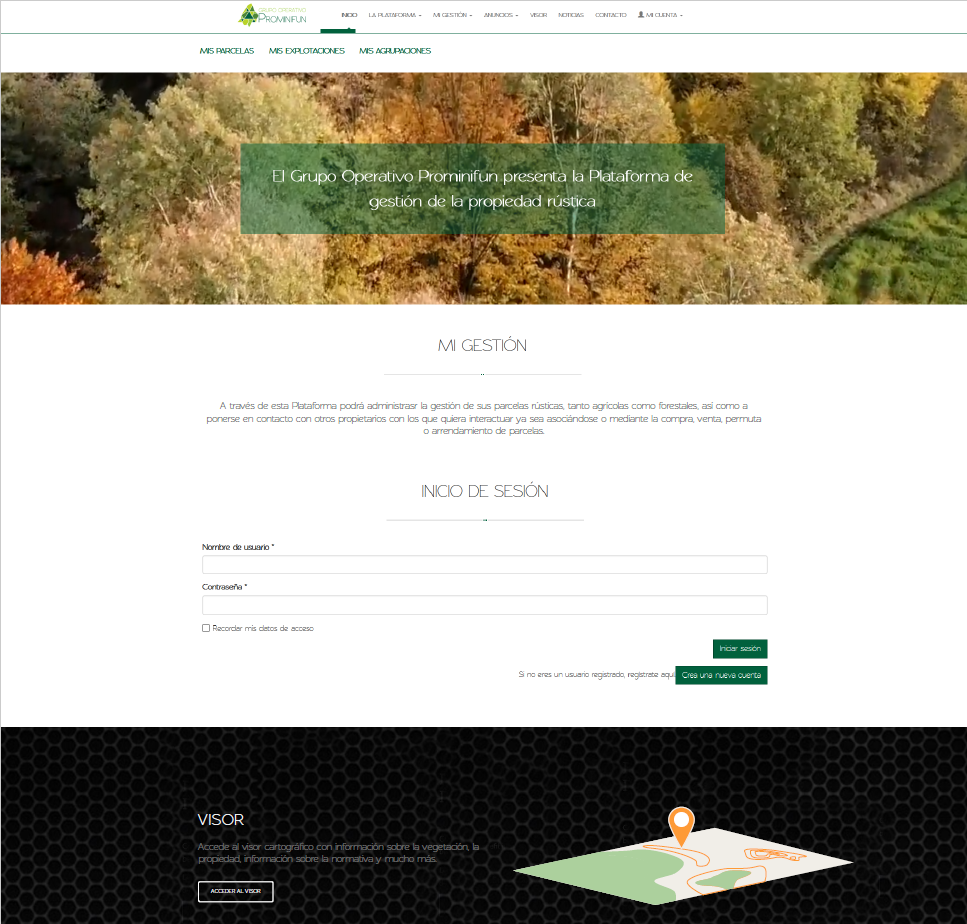 GRUPO OPERATIVO
PROMINIFUN
INICIO LA PLATAFORMA MI GESTIÓN ANUNCIOS VISOR NOTICIAS CONTACTO MI CUENTA
MIS PARCELAS MIS EXPLOTACIONES MIS AGRUPACIONES
El Grupo Operativo Prominifun presenta la Plataforma de
gestión de la propiedad rústica
MI GESTIÓN
A través de esta Plataforma podrá administrasr la gestión de sus parcelas rústicas, tanto agrícolas como forestales, así como a
ponerse en contacto con otros propietarios con los que quiera interactuar ya sea asociándose o mediante la compra, venta, permuta
o arrendamiento de parcelas.
INICIO DE SESIÓN
Nombre de usuario *
Contraseña *
Recordar mis datos de acceso
Iniciar sesión
Si no eres un usuario registrado, regístrate aquí. Crea una nueva cuenta
VISOR
Accede al visor cartográfico con información sobre la vegetación, la
propiedad, información sobre la normativa y mucho más.
ACCEDER AL VISOR